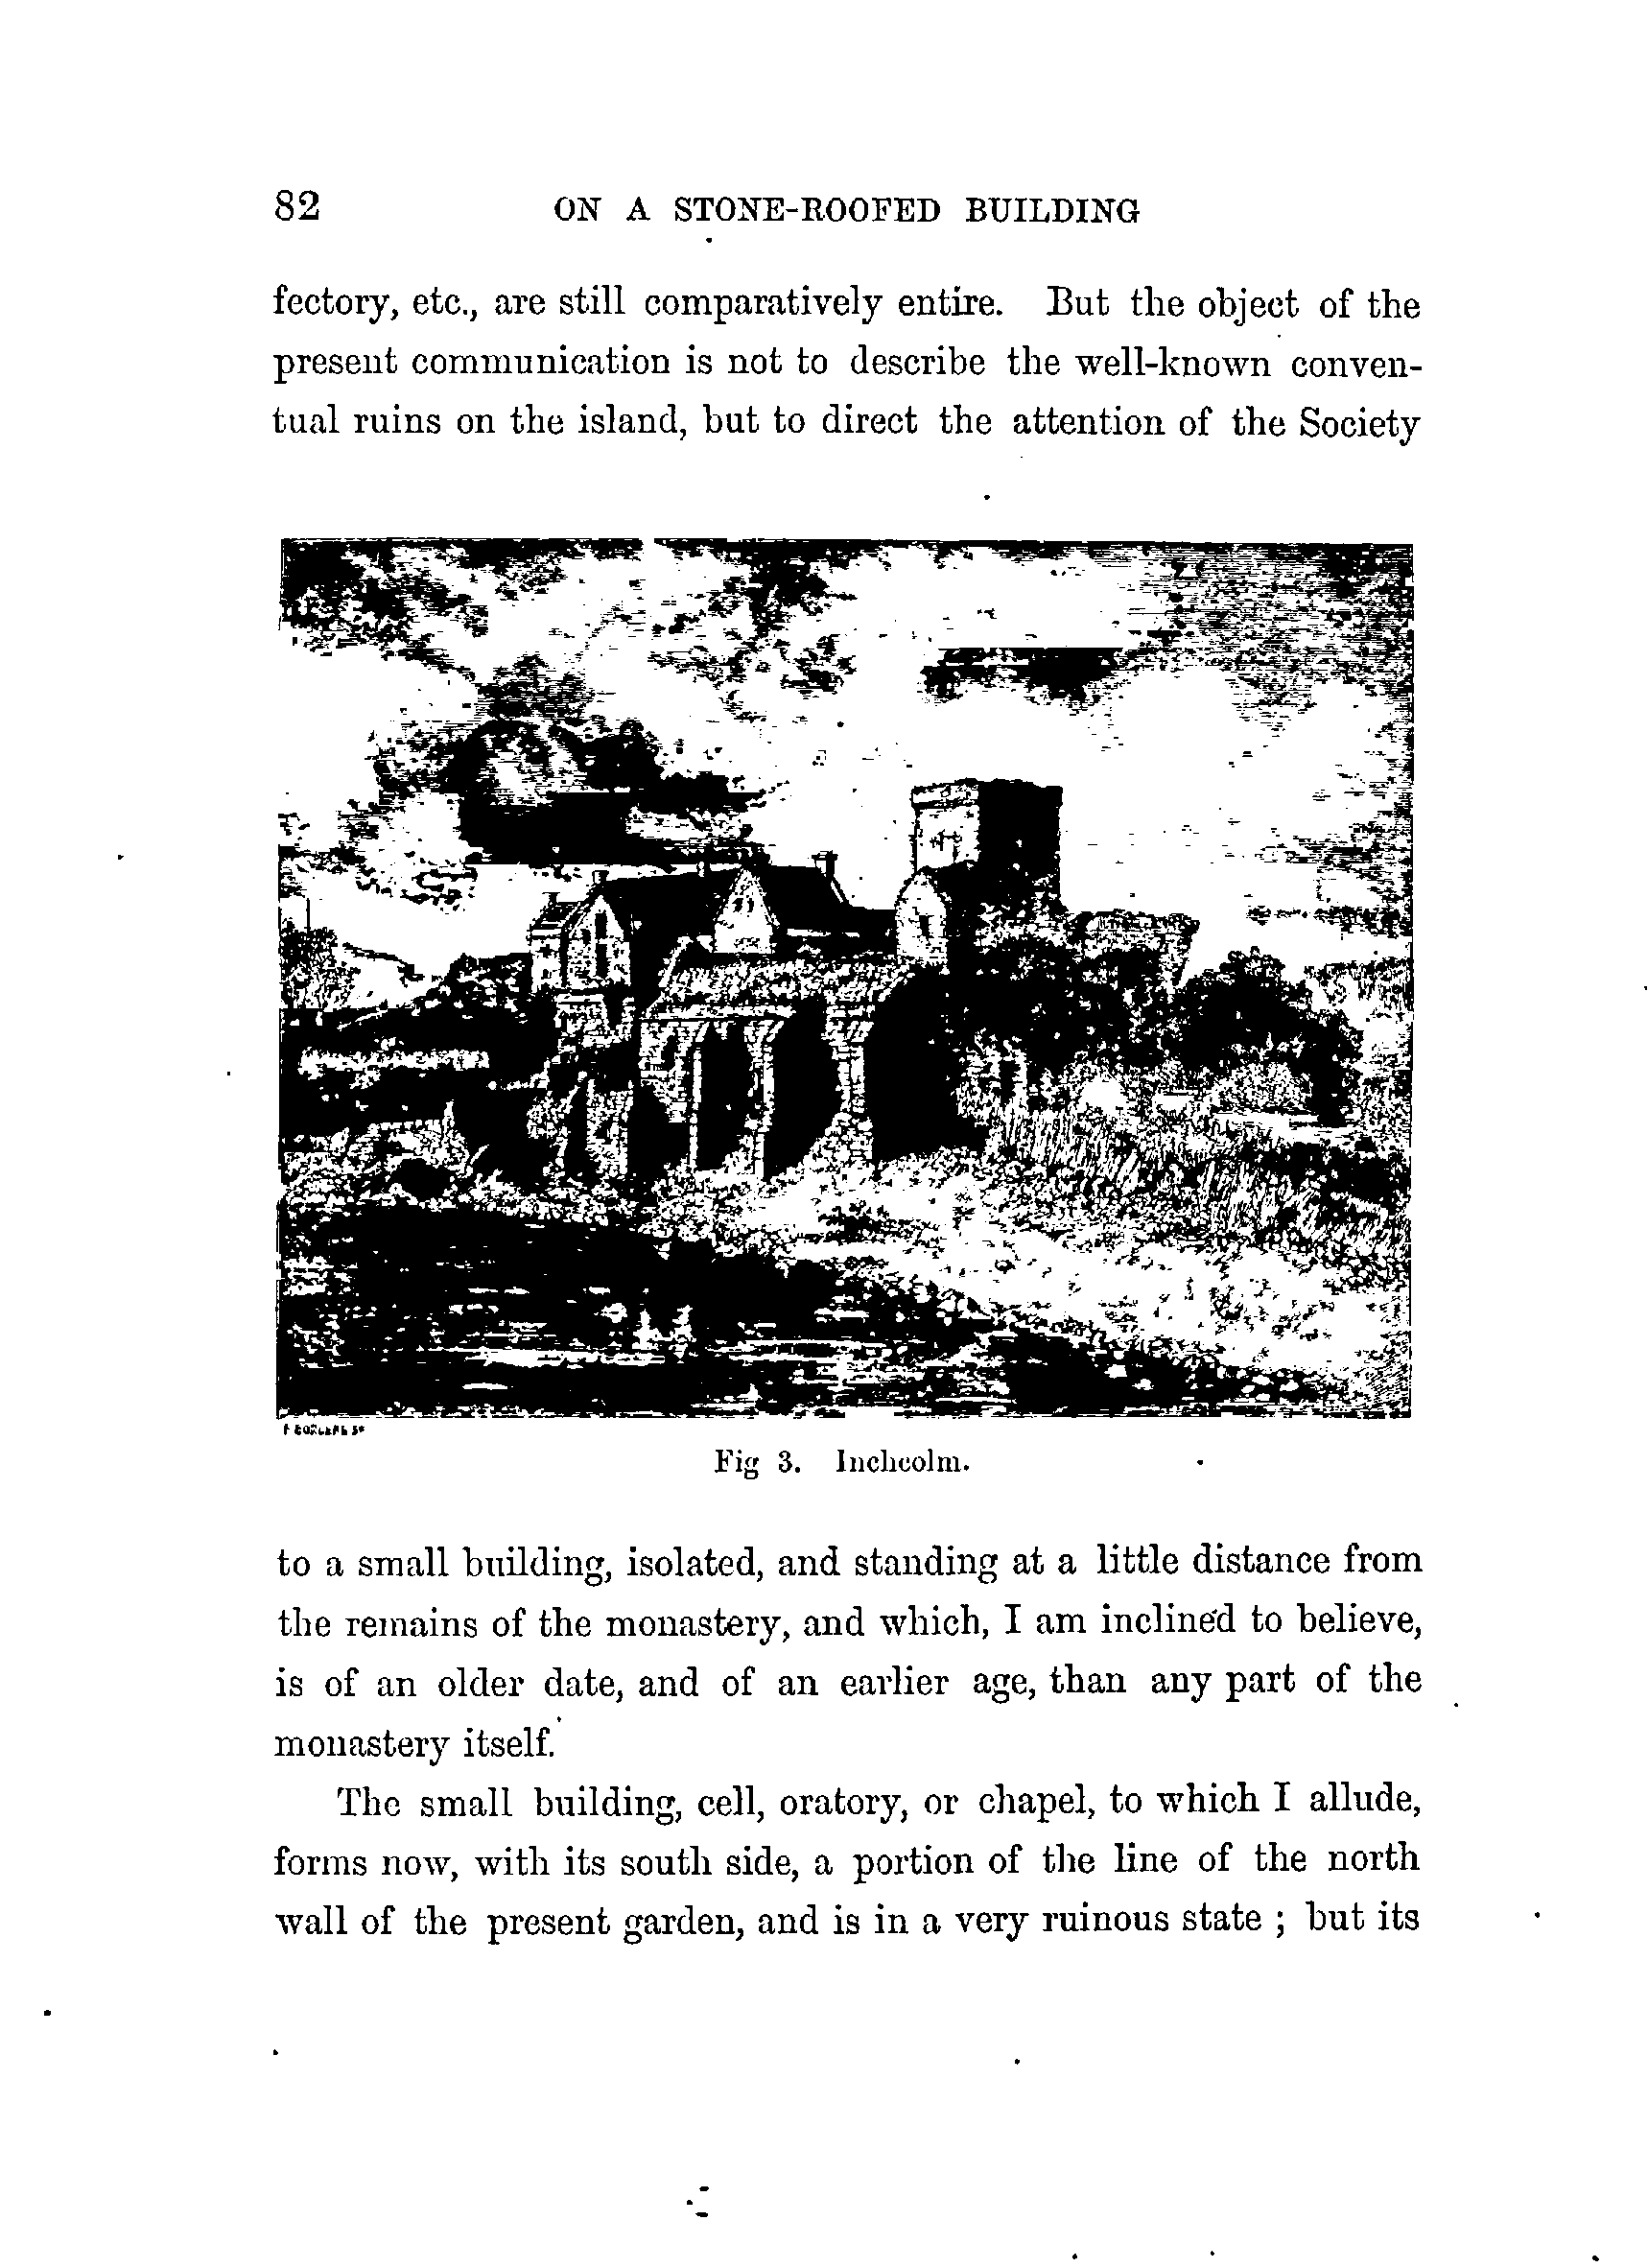 82 ON A STONE-ROOFED BUILDING
fectory, etc., are still comparatively entire. But the object of the
present communication is not to describe the well-known conven-
tual ruins on the island, but to direct the attention of the Society
Fig 3. Inchcolm.
to a small building, isolated, and standing at a little distance from
the remains of the monastery, and which, I am inclined to believe,
is of an older date, and of an earlier age, than any part of the
monastery itself.
The small building, cell, oratory, or chapel, to which I allude,
forms now, with its south side, a portion of the line of the north
wall of the present garden, and is in a very ruinous state ; but its